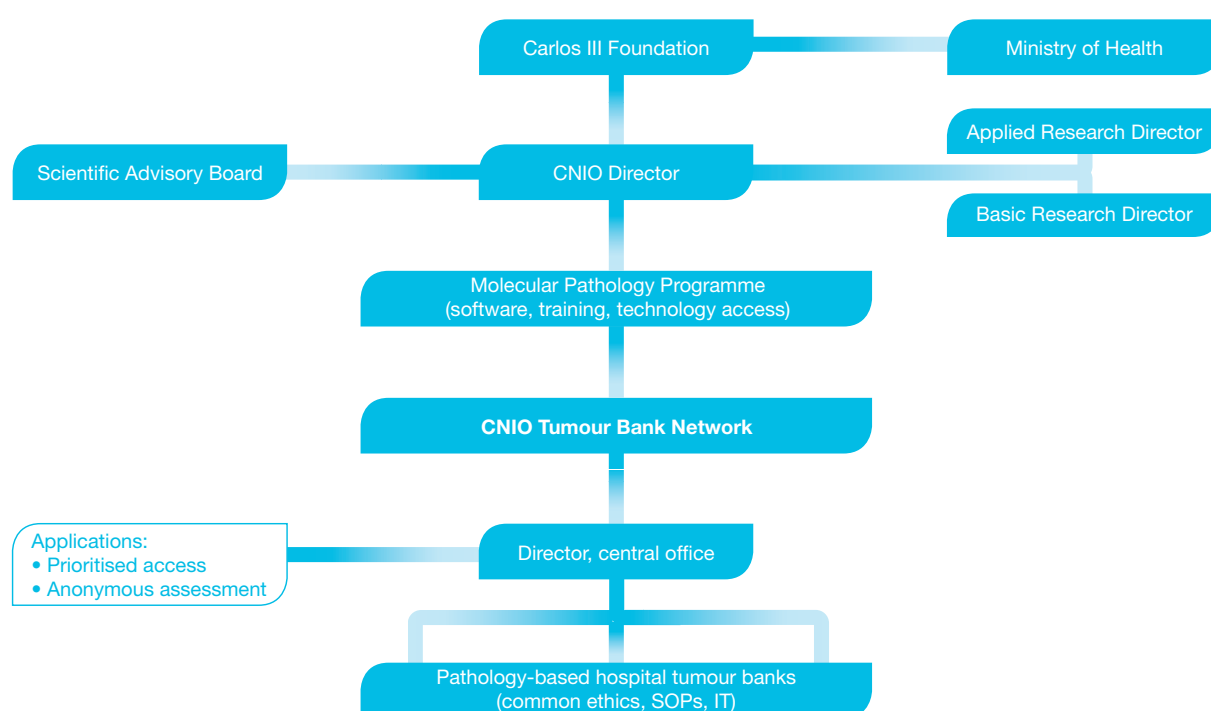 Carlos III Foundation
Ministry of Health
Applied Research Director
Scientific Advisory Board
CNIO Director
Basic Research Director
Molecular Pathology Programme
(software, training, technology access)
CNIO Tumour Bank Network
Applications:
• Prioritised access
• Anonymous assessment
Director, central office
Pathology-based hospital tumour banks
(common ethics, SOPs, IT)